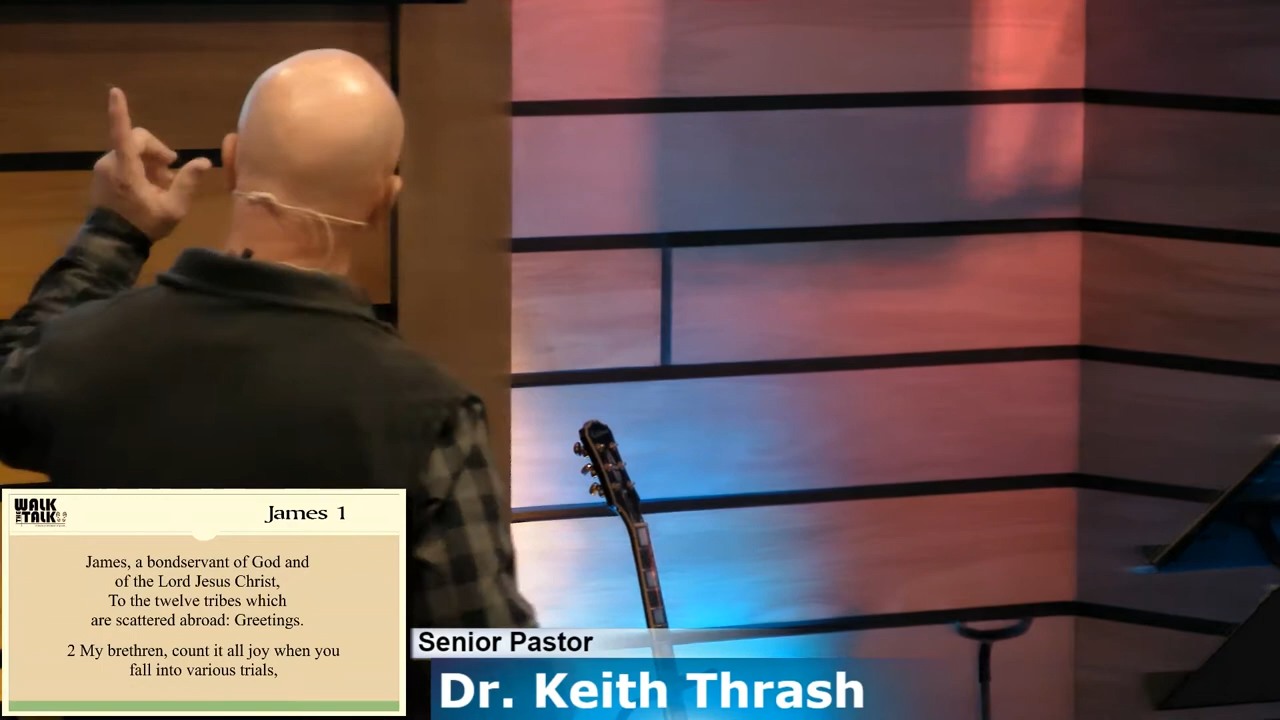 WALK
THE TALK
James 1
James, a bondservant of God and
of the Lord Jesus Christ,
To the twelve tribes which
are scattered abroad: Greetings.
2 My brethren, count it all joy when you
fall into various trials,
Senior Pastor
Dr. Keith Thrash